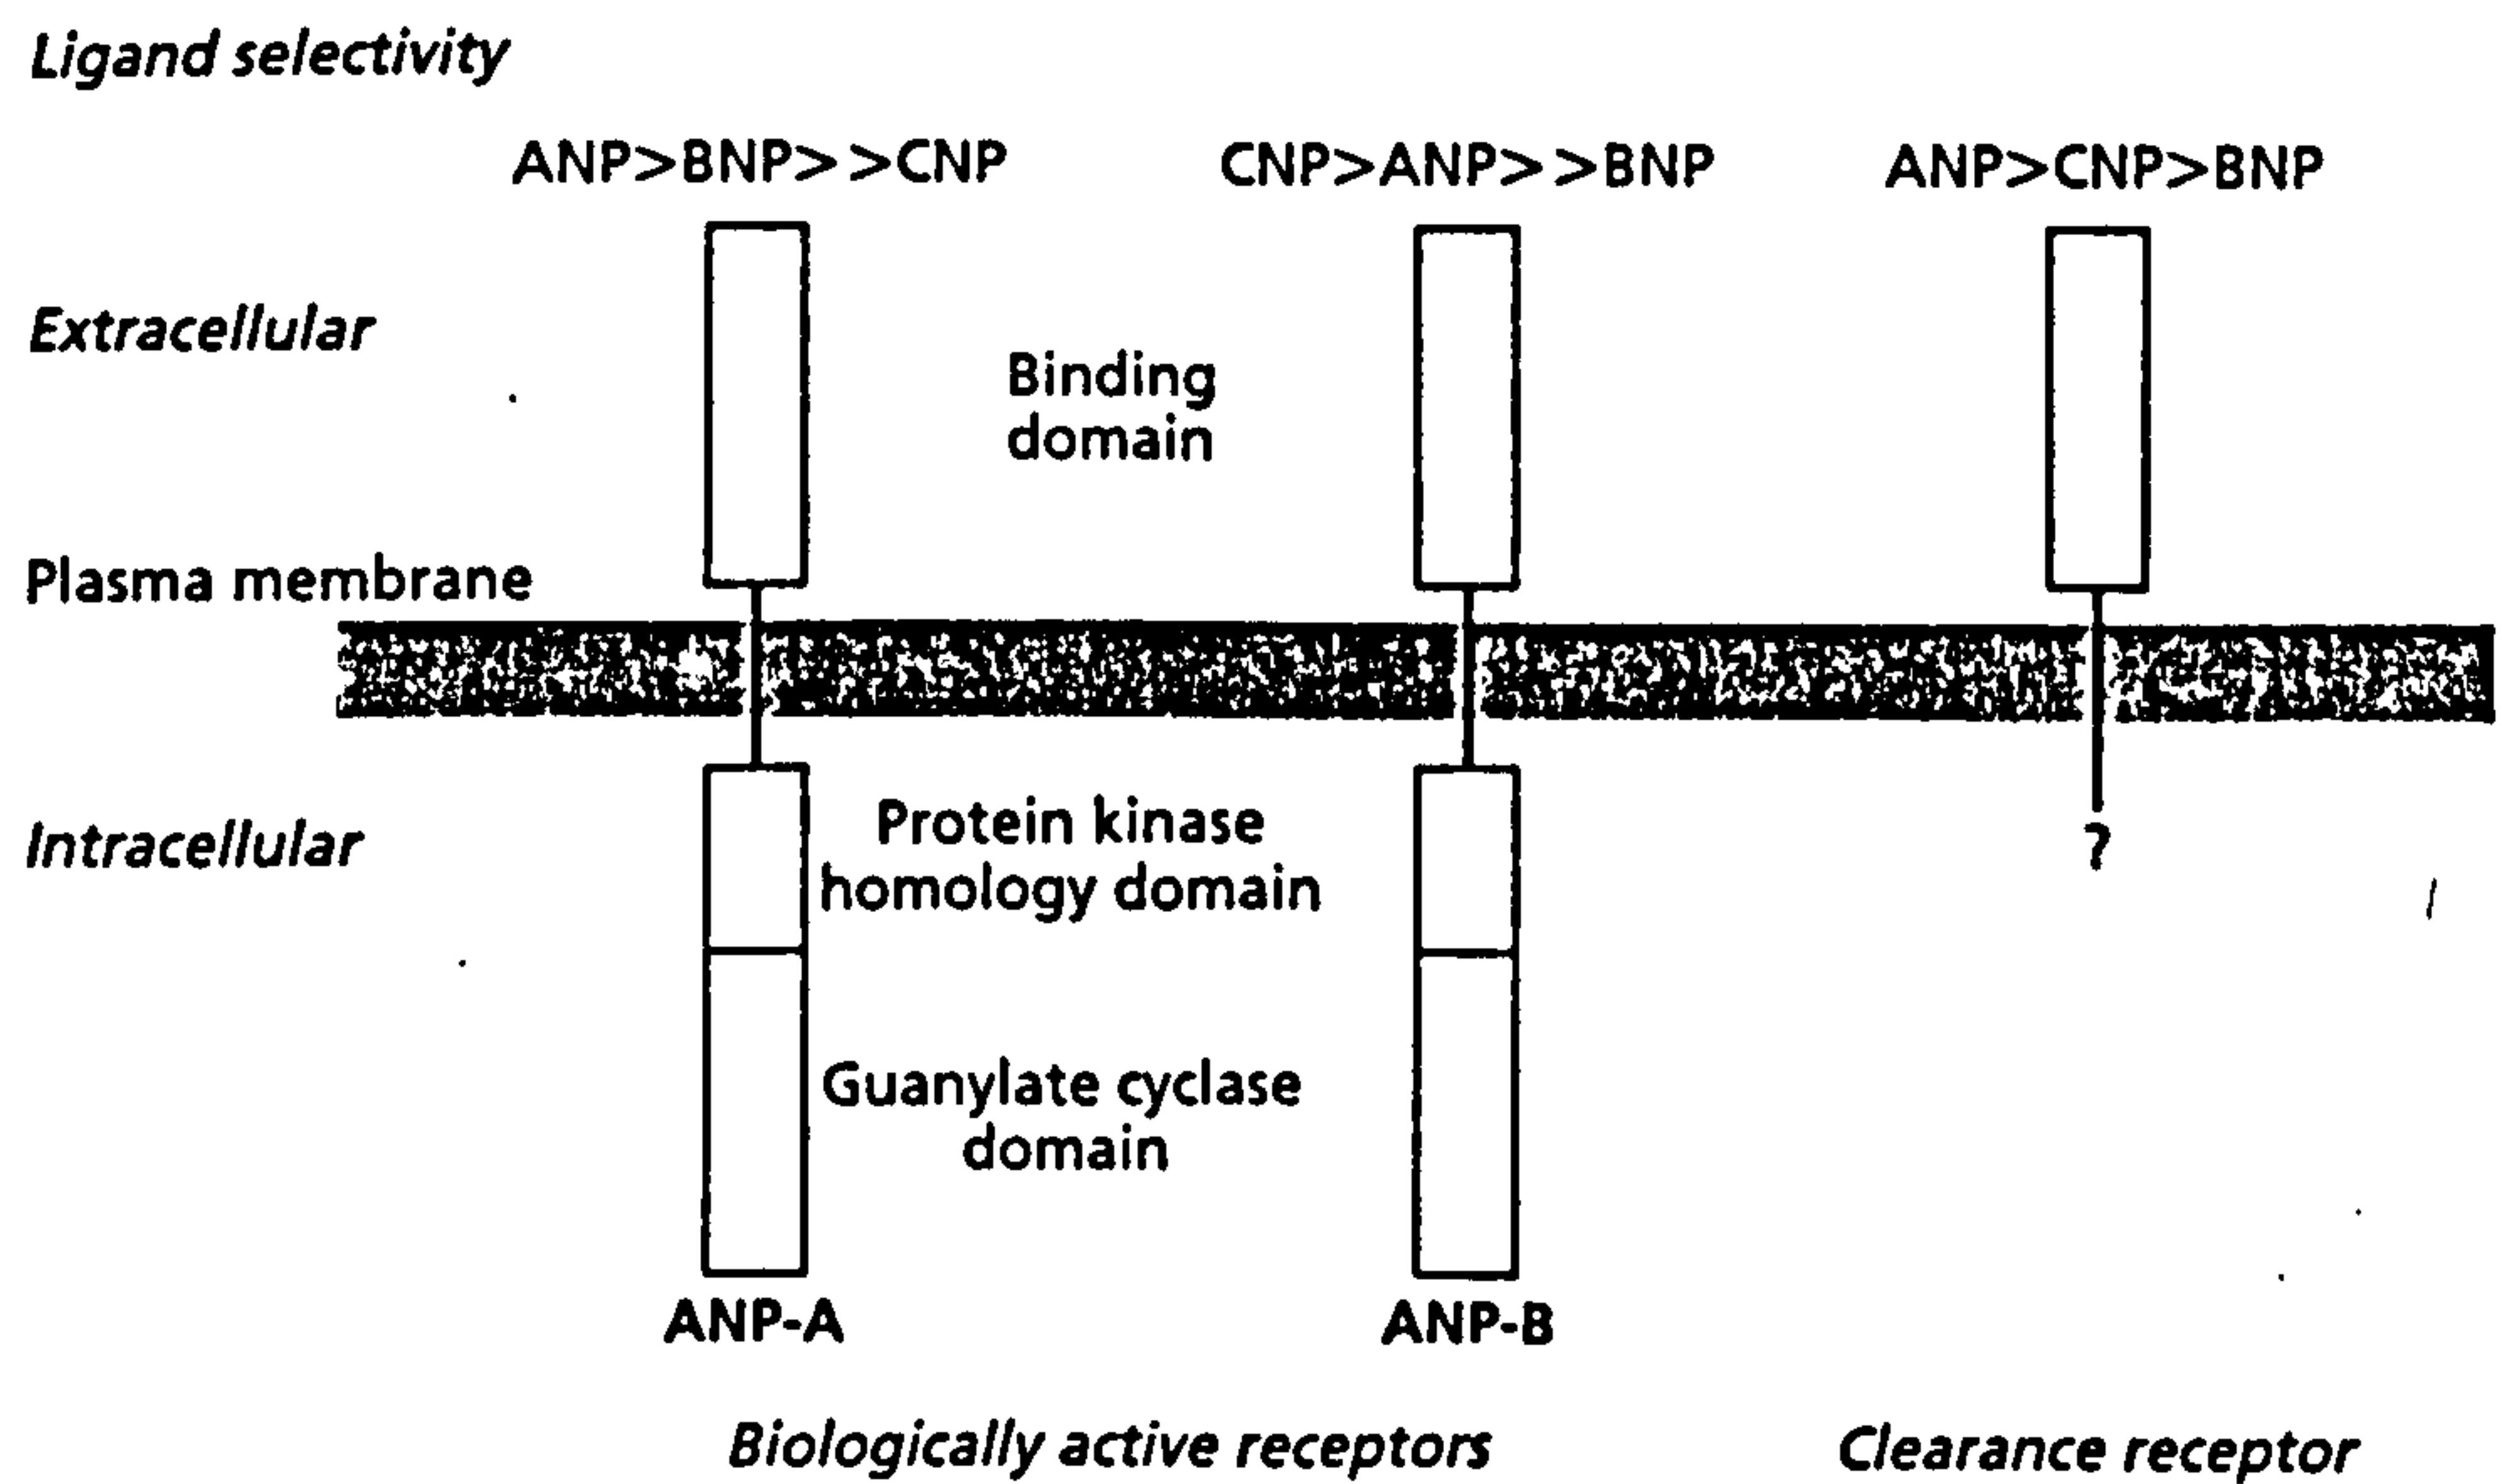 Ligand selectivity
ANP>BNP>>CNP
CNP>ANP>>BNP
ANP>CNP>BNP
Extracellular
Binding
domain
Plasma membrane
Intracellular
Protein kinase
homology domain
?
Guanylate cyclase
domain
ANP-A
ANP-B
Biologically active receptors
Clearance receptor